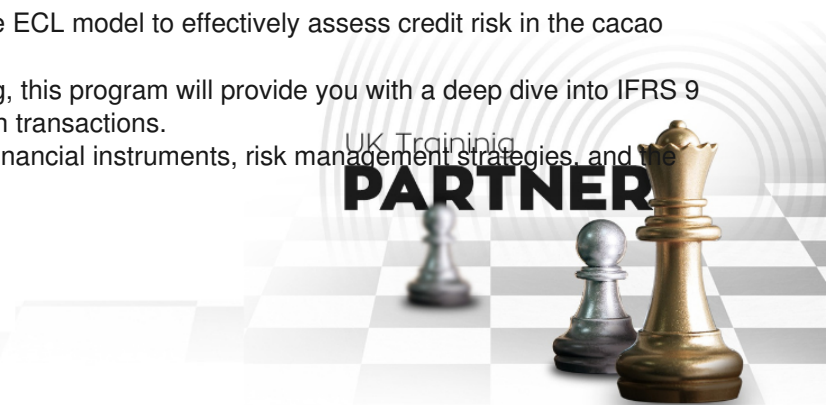 e ECL model to effectively assess credit risk in the cacao
g, this program will provide you with a deep dive into IFRS 9
n transactions.
UK Traininig
inancial instruments, risk management strategies, and the
PARTNER